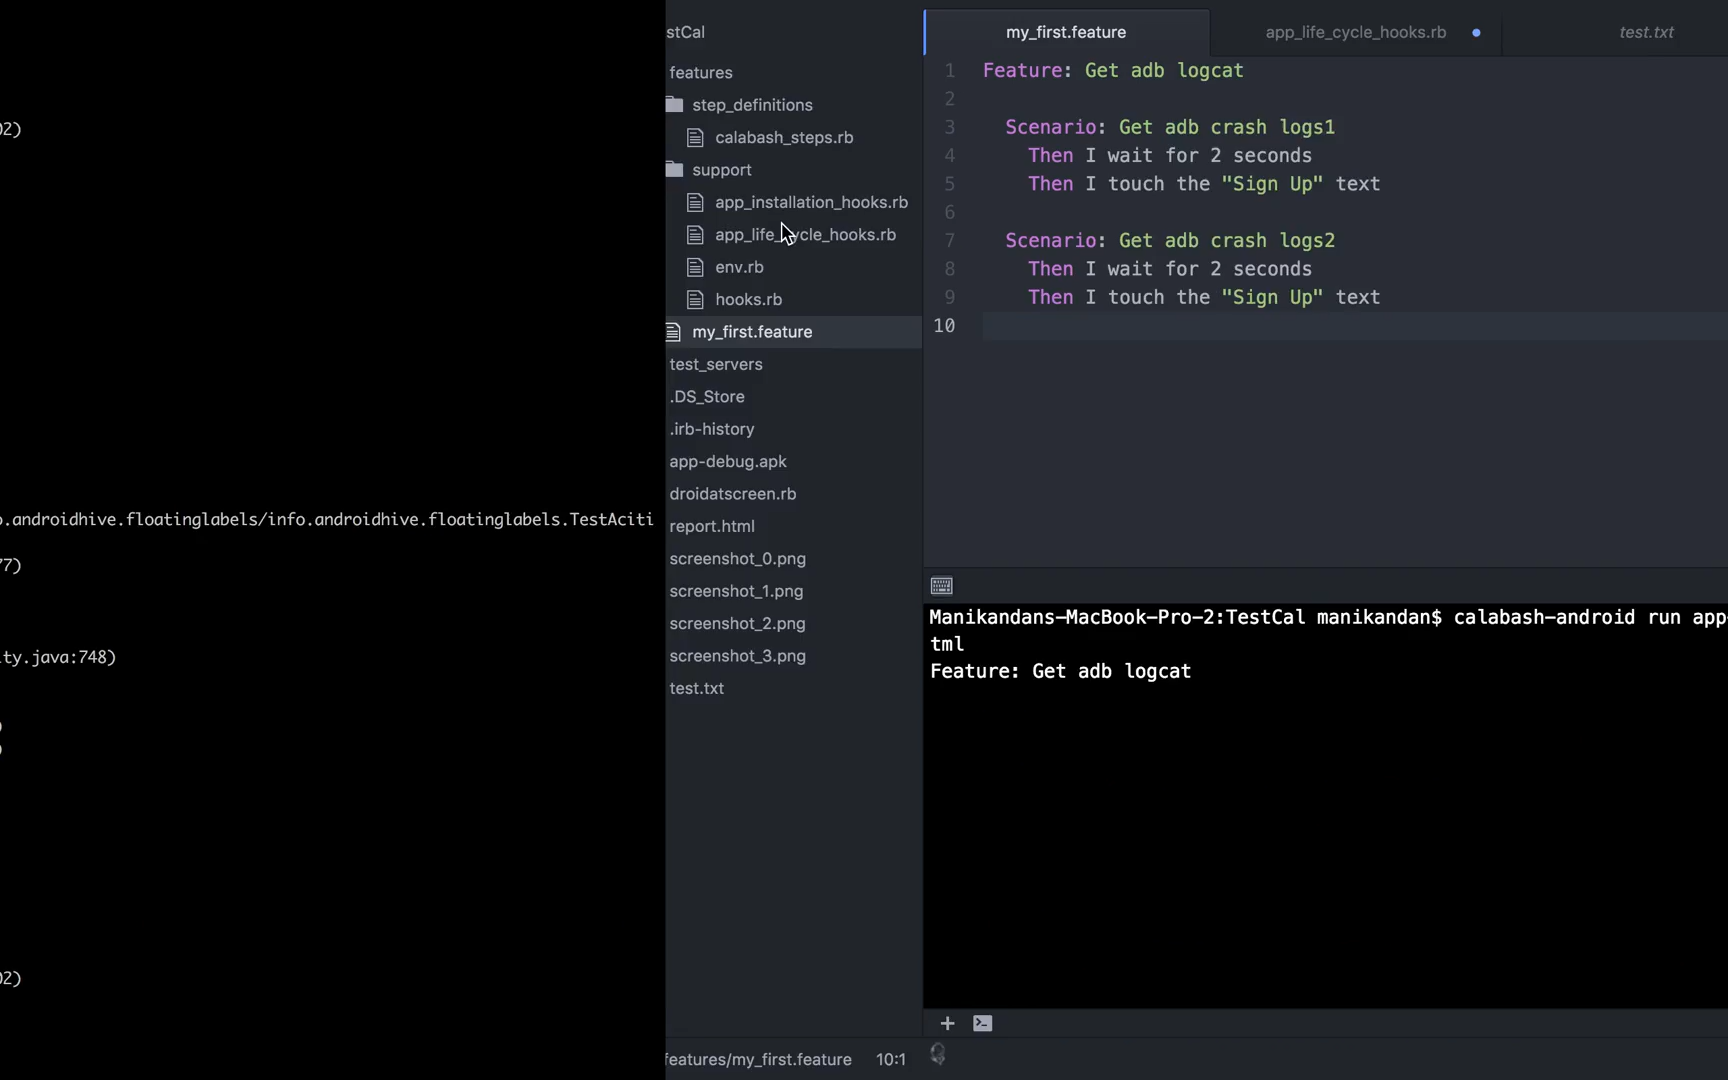 02)
o.androidhive.floatinglabels/info.androidhive.floatinglabels.TestAciti
77)
ity.java:748)
)
)
02)
stCal
features
step_definitions
calabash_steps.rb
support
app_installation_hooks.rb
app_life_cycle_hooks.rb
env.rb
hooks.rb
my_first.feature
test_servers
.DS_Store
.irb-history
app-debug.apk
droidatscreen.rb
report.html
screenshot_0.png
screenshot_1.png
screenshot_2.png
screenshot_3.png
test.txt
my_first.feature
app_life_cycle_hooks.rb
test.txt
1 Feature: Get adb logcat
2
3 Scenario: Get adb crash logs1
4 Then I wait for 2 seconds
5 Then I touch the "Sign Up" text
6
7 Scenario: Get adb crash logs2
8 Then I wait for 2 seconds
9 Then I touch the "Sign Up" text
10
Manikandans-MacBook-Pro-2:TestCal manikandan$ calabash-android run app-
tml
Feature: Get adb logcat
features/my_first.feature 10:1